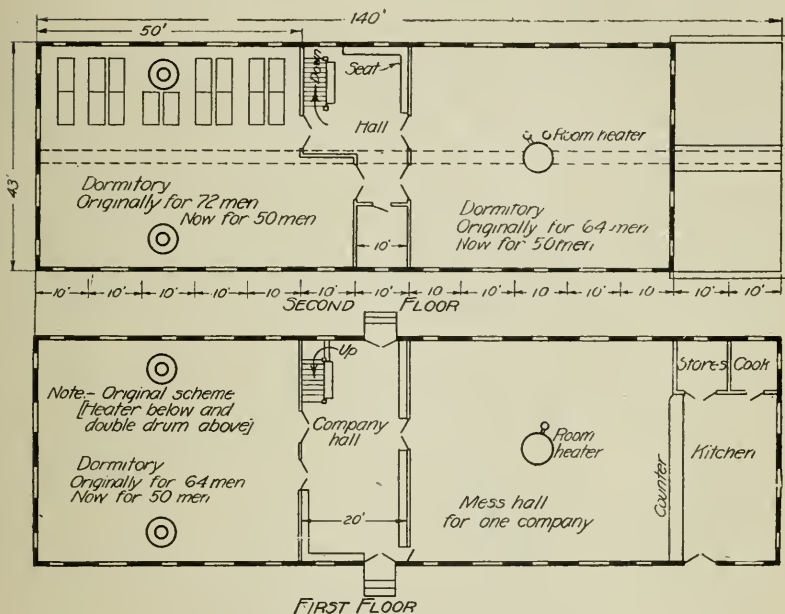 140'
50'
Down
Seat
Hall
Room heater
43'
Dormitory
Originally for 72 men
Now for 50 men
Dormitory
Originally for 64 men
Now for 50 men
10'
10' 10' 10' 10' 10' 10' 10' 10' 10' 10 10' 10 10' 10'
SECOND FLOOR
Up
Stores Cook
Note.- Original scheme
[Heater below and
double drum above]
Company
hall
Room
heater
Kitchen
Dormitory
Originally for 64 men
Now for 50 men
Counter
20'
Mess hall
for one company
FIRST FLOOR